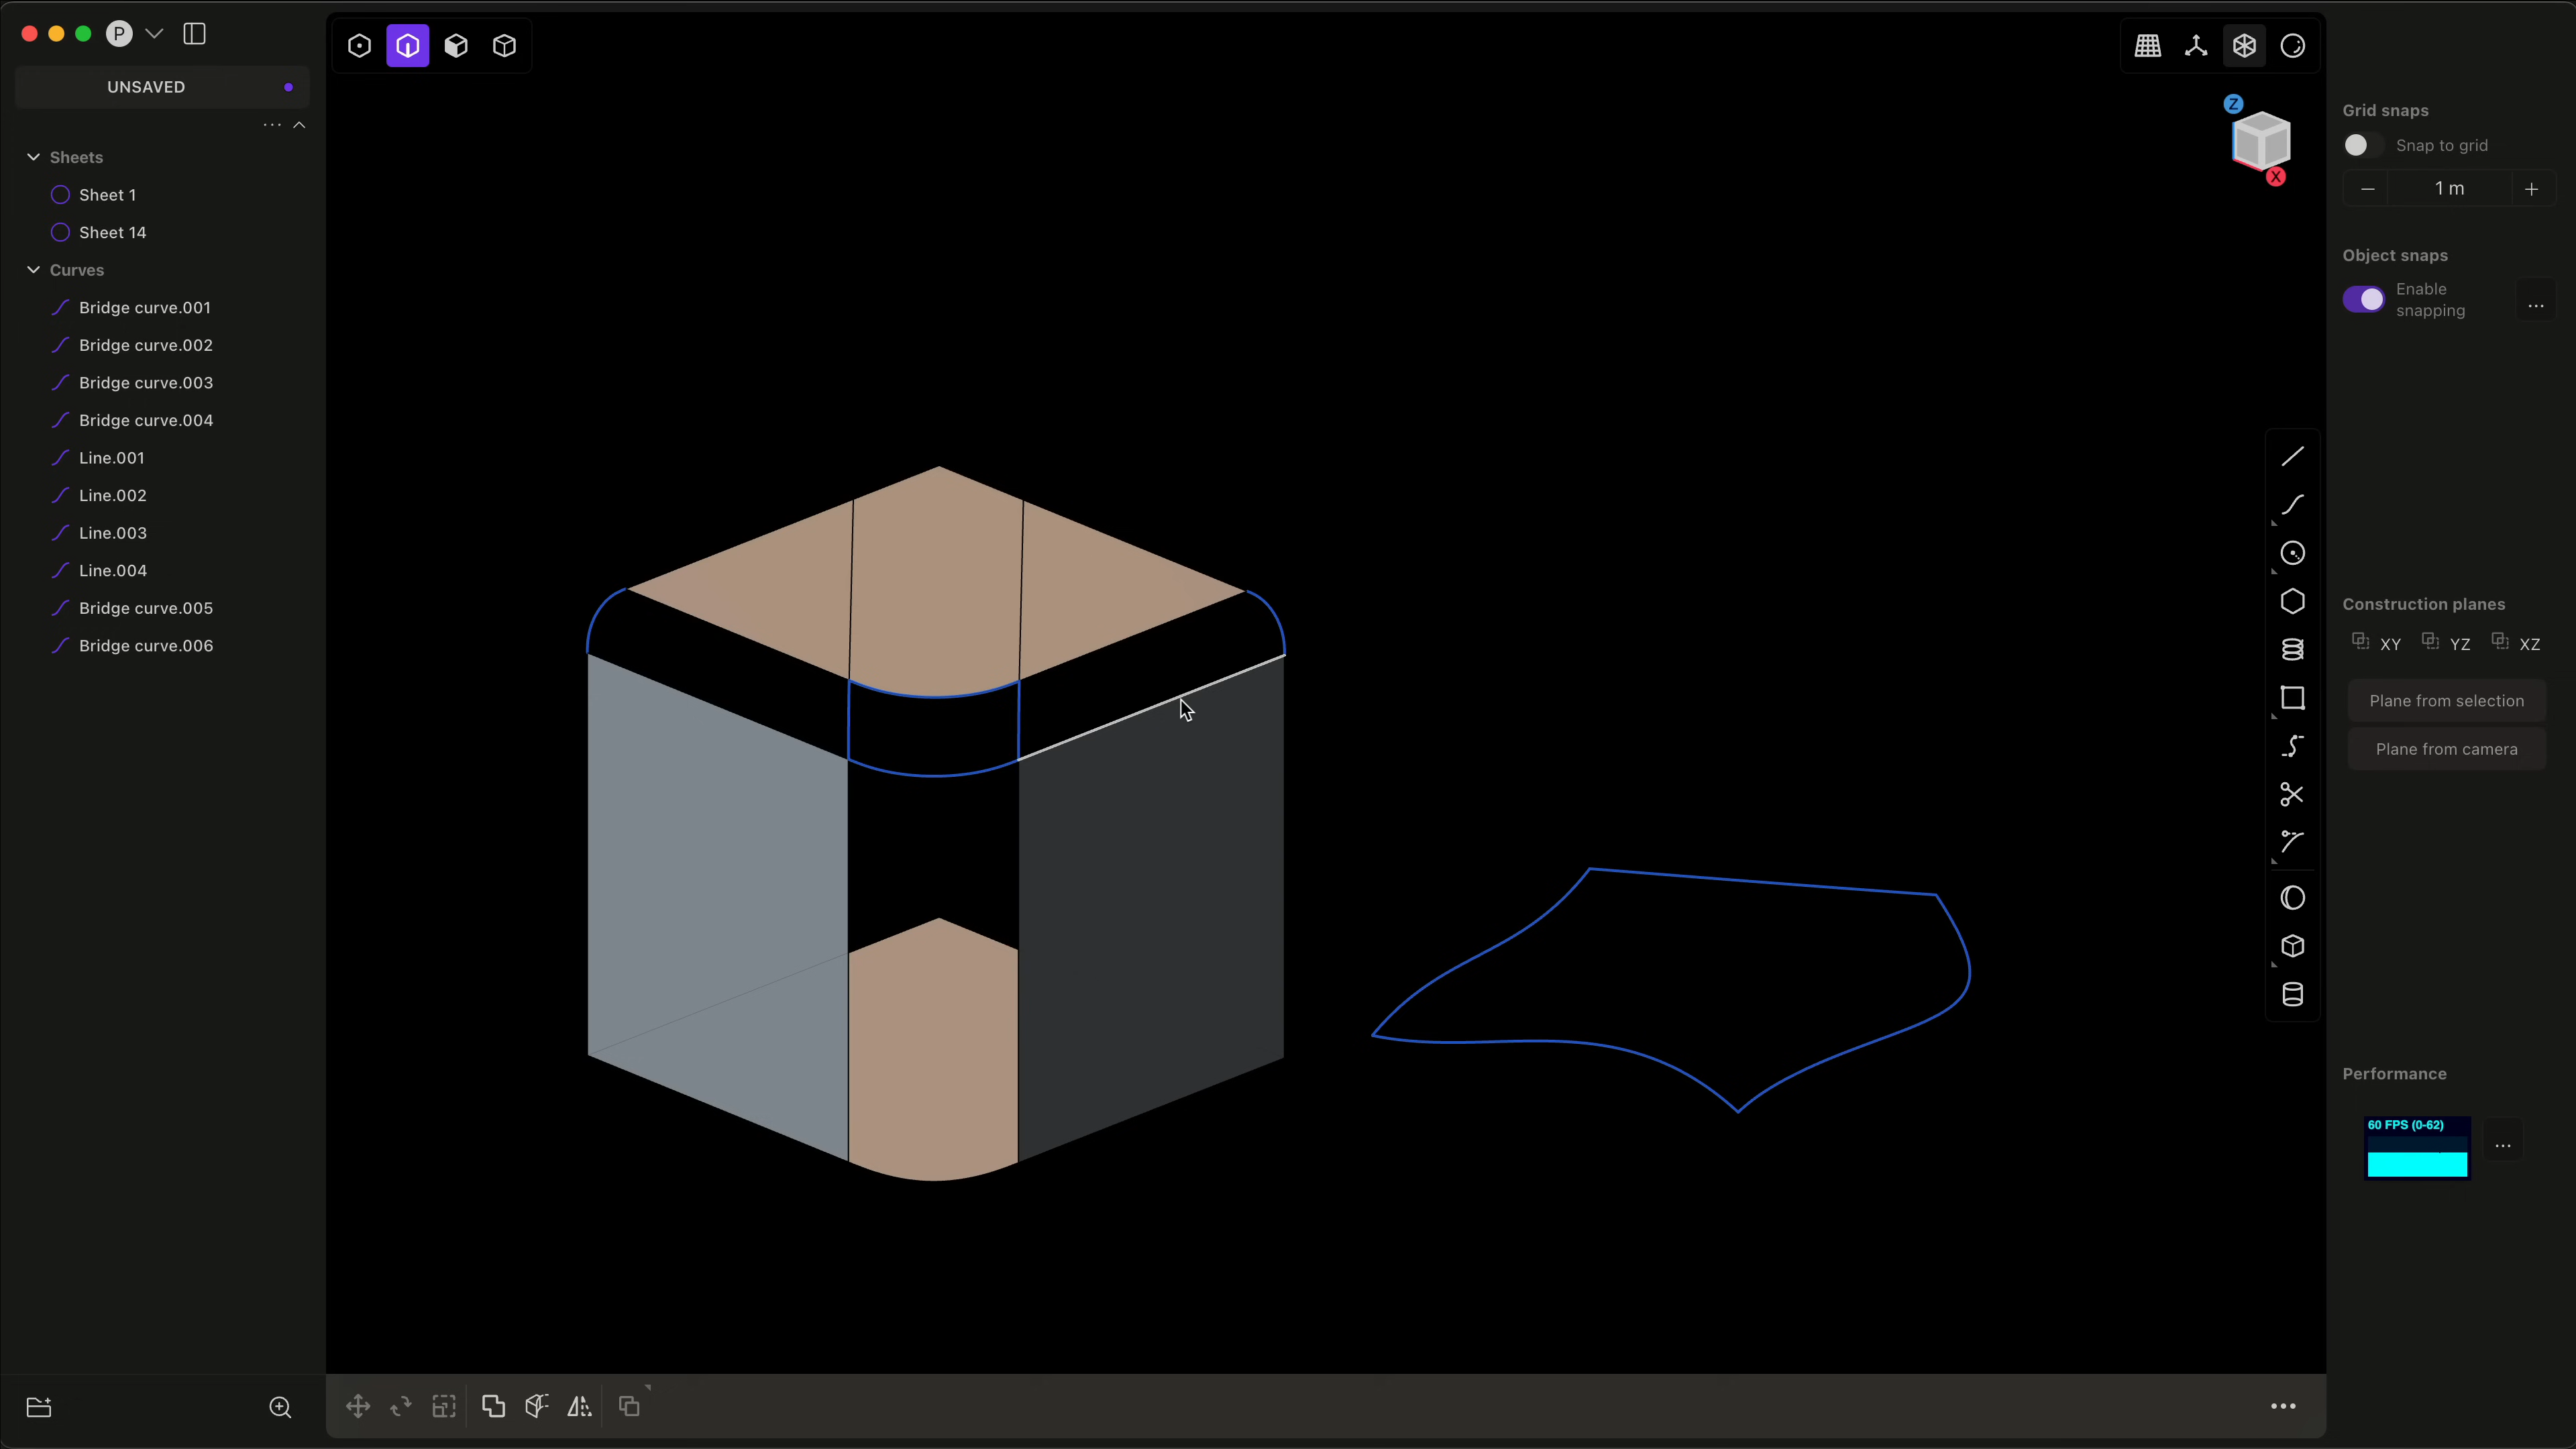 P
UNSAVED
Sheets
Sheet 1
Sheet 14
Curves
Bridge curve.001
Bridge curve.002
Bridge curve.003
Bridge curve.004
Line.001
Line.002
Line.003
Line.004
Bridge curve.005
Bridge curve.006
Z
X
Grid snaps
Snap to grid
1 m
Object snaps
Enable
snapping
Construction planes
XY YZ XZ
Plane from selection
Plane from camera
Performance
60 FPS (0-62)